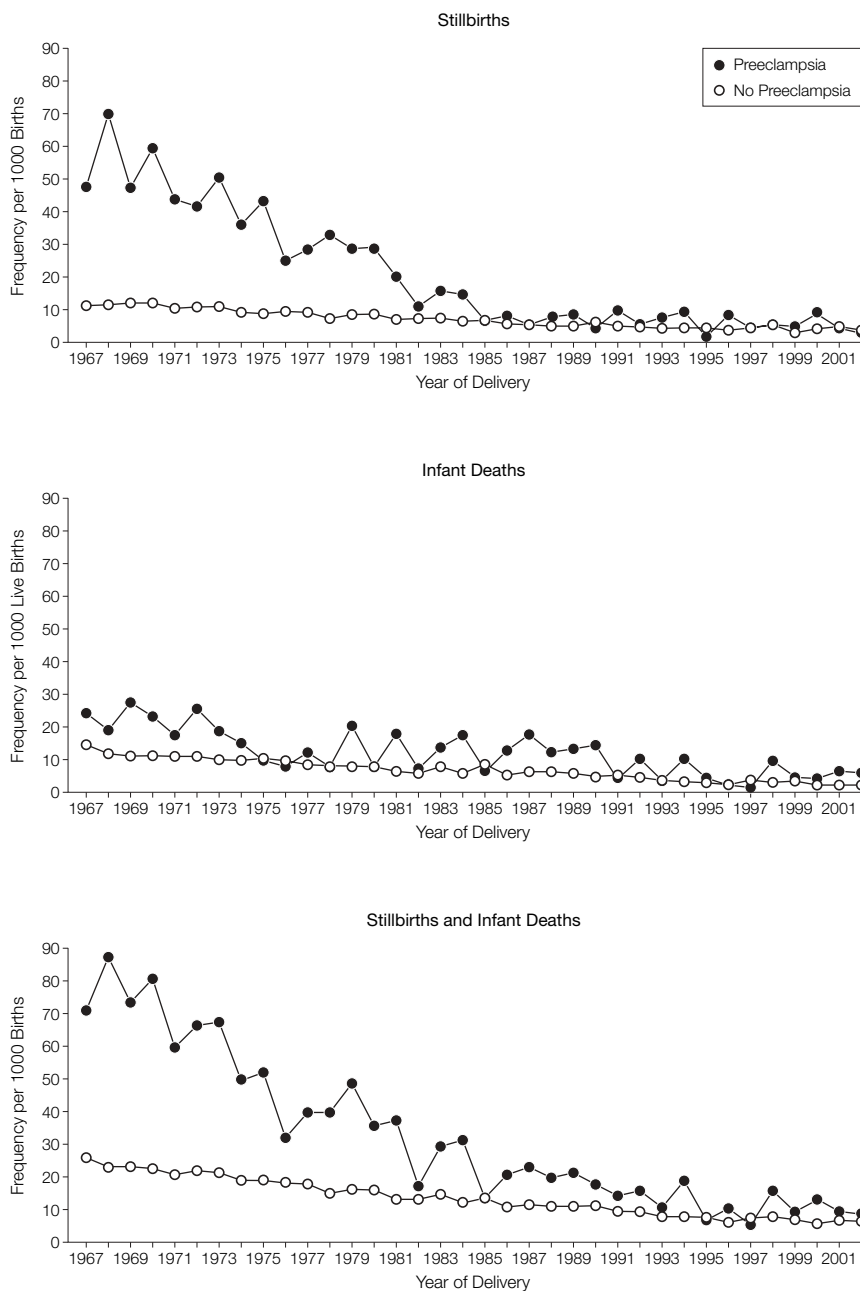 Stillbirths
Preeclampsia
No Preeclampsia
Frequency per 1000 Births
90
80
70
60
50
40
30
20
10
0
1967 1969 1971 1973 1975 1977 1979 1981 1983 1985 1987 1989 1991 1993 1995 1997 1999 2001
Year of Delivery
Infant Deaths
Frequency per 1000 Live Births
90
80
70
60
50
40
30
20
10
0
1967 1969 1971 1973 1975 1977 1979 1981 1983 1985 1987 1989 1991 1993 1995 1997 1999 2001
Year of Delivery
Stillbirths and Infant Deaths
Frequency per 1000 Births
90
80
70
60
50
40
30
20
10
0
1967 1969 1971 1973 1975 1977 1979 1981 1983 1985 1987 1989 1991 1993 1995 1997 1999 2001
Year of Delivery